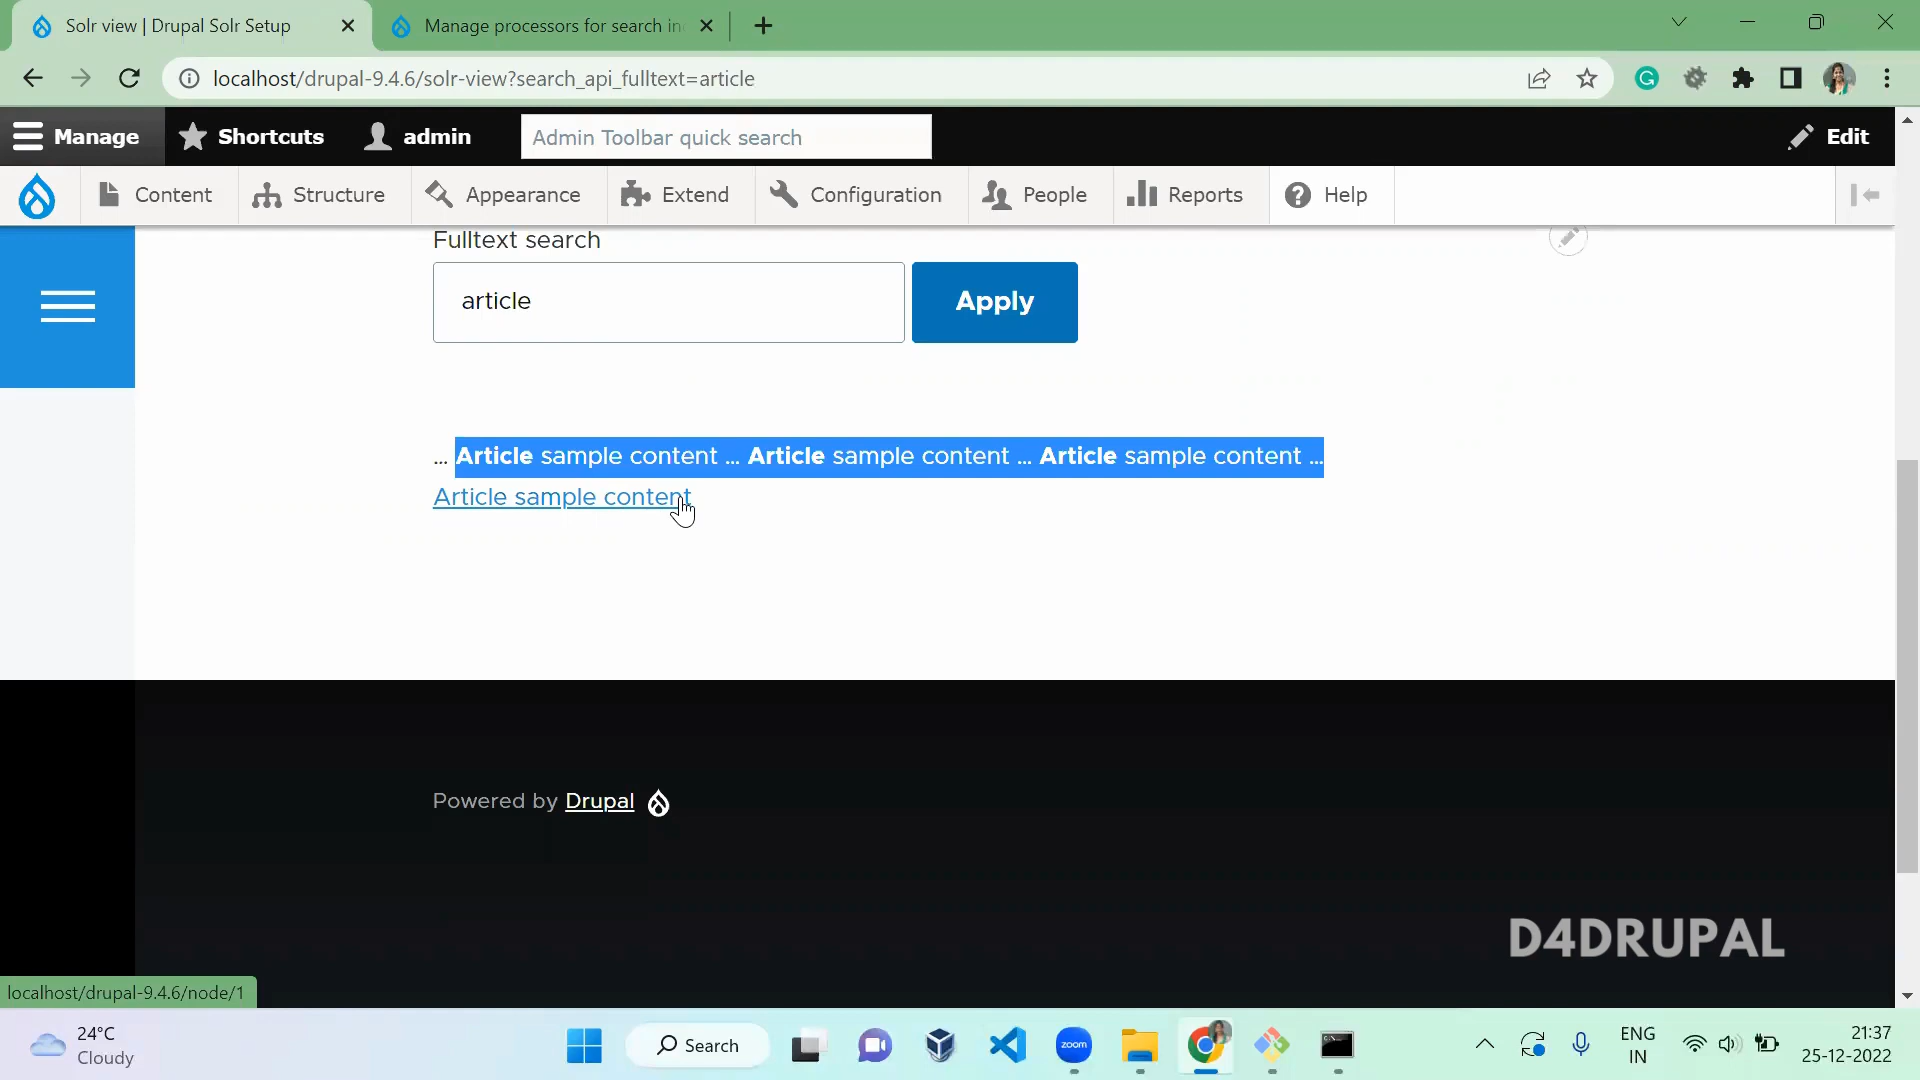 Solr view | Drupal Solr Setup
Manage processors for search in
localhost/drupal-9.4.6/solr-view?search_api_fulltext=article
Manage
Shortcuts
admin
Admin Toolbar quick search
Edit
Content
Structure
Appearance
Extend
Configuration
People
Reports
Help
Fulltext search
article
Apply
... Article sample content ... Article sample content ... Article sample content ...
Article sample content
Powered by Drupal
D4DRUPAL
localhost/drupal-9.4.6/node/1
24°C
Cloudy
Search
zoom
ENG
IN
21:37
25-12-2022